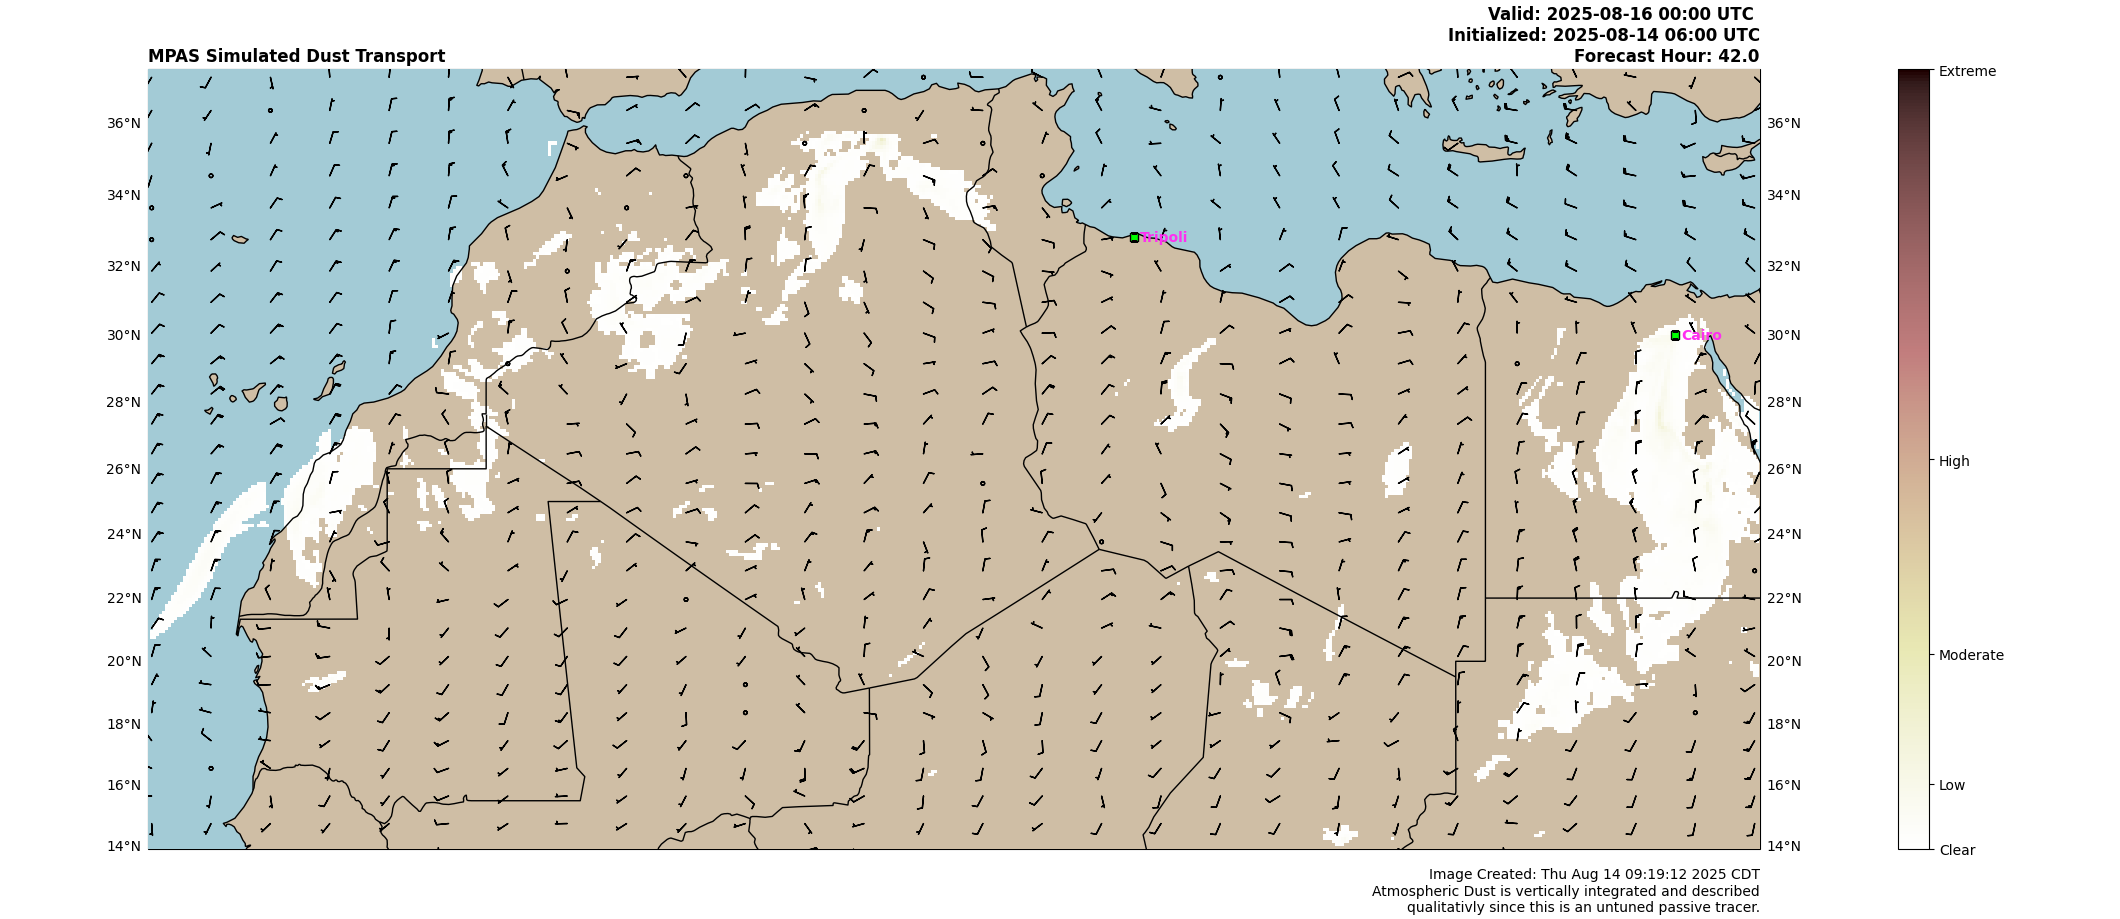 Valid: 2025-08-16 00:00 UTC
Initialized: 2025-08-14 06:00 UTC
MPAS Simulated Dust Transport
Forecast Hour: 42.0
Extreme
36°N
36°N
34°N
34°N
Tripoli
32°N
32°N
30°N
Cairo
30°N
28°N
28°N
26°N
26°N
High
24°N
24°N
22°N
22°N
20°N
20°N
Moderate
18°N
18°N
16°N
16°N
Low
14°N
14°N
Clear
Image Created: Thu Aug 14 09:19:12 2025 CDT
Atmospheric Dust is vertically integrated and described
qualitativly since this is an untuned passive tracer.